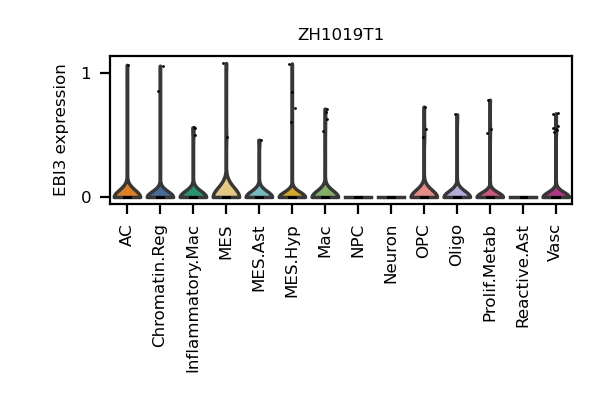 ZH1019T1
EBI3 expression
1
0
AC
Chromatin.Reg
Inflammatory.Mac
MES
MES.Ast
MES.Hyp
Mac
NPC
Neuron
OPC
Oligo
Prolif.Metab
Reactive.Ast
Vasc